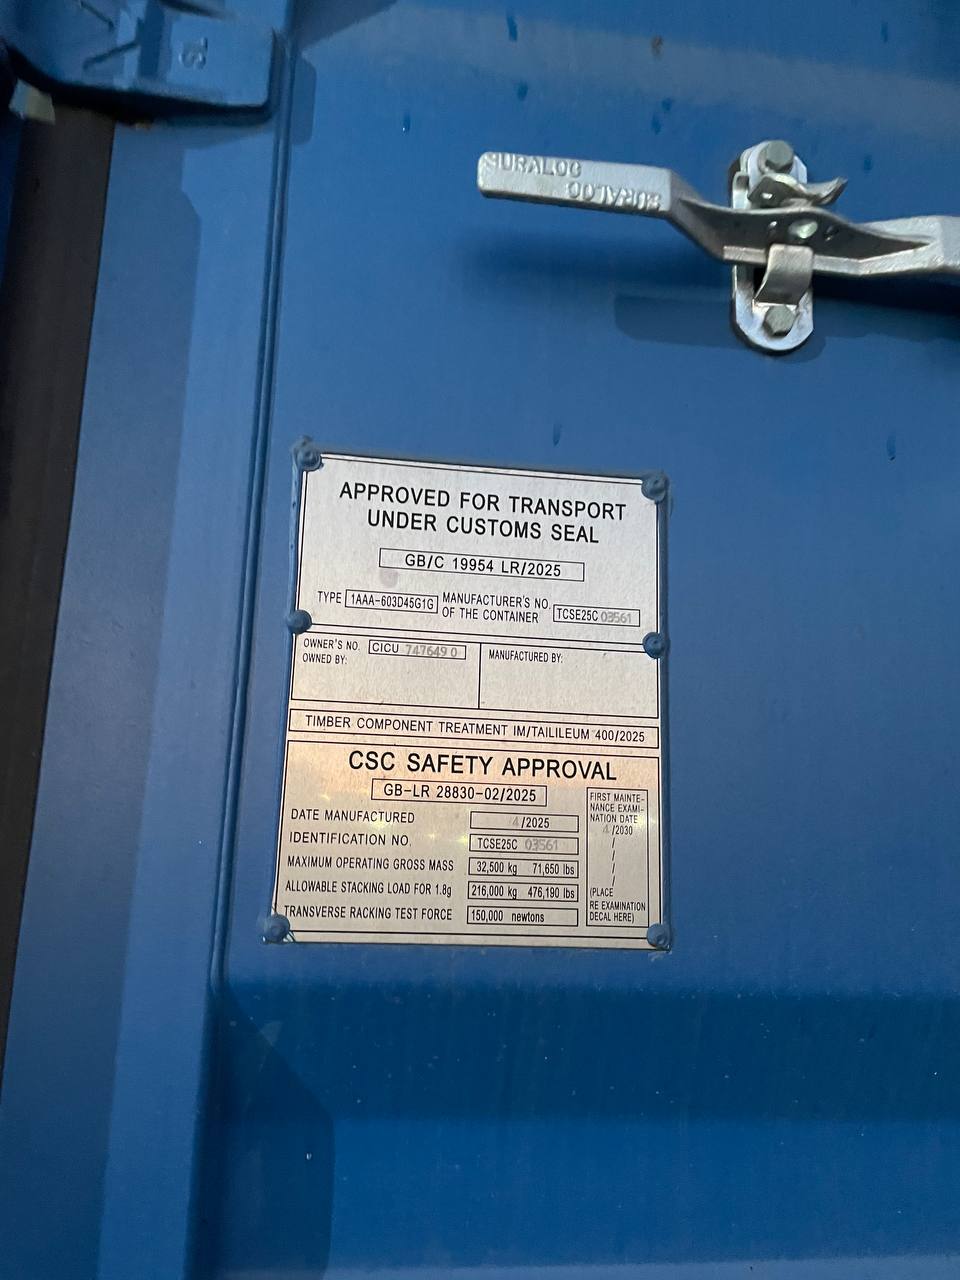 SURALOC
SURALOC
APPROVED FOR TRANSPORT
UNDER CUSTOMS SEAL
GB/C 19954 LR/2025
TYPE 1AAA-603D45G1G MANUFACTURER'S NO. OF THE CONTAINER TCSE25C 03561
OWNER'S NO. CICU 747649 0
OWNED BY:
MANUFACTURED BY:
TIMBER COMPONENT TREATMENT IM/TAILILEUM 400/2025
CSC SAFETY APPROVAL
GB-LR 28830-02/2025
DATE MANUFACTURED 4/2025
IDENTIFICATION NO. TCSE25C 03561
MAXIMUM OPERATING GROSS MASS 32,500 kg 71,650 lbs
ALLOWABLE STACKING LOAD FOR 1.8g 216,000 kg 476,190 lbs
TRANSVERSE RACKING TEST FORCE 150,000 newtons
FIRST MAINTE-
NANCE EXAMI-
NATION DATE
4/2030
/
/
/
/
(PLACE
RE EXAMINATION
DECAL HERE)